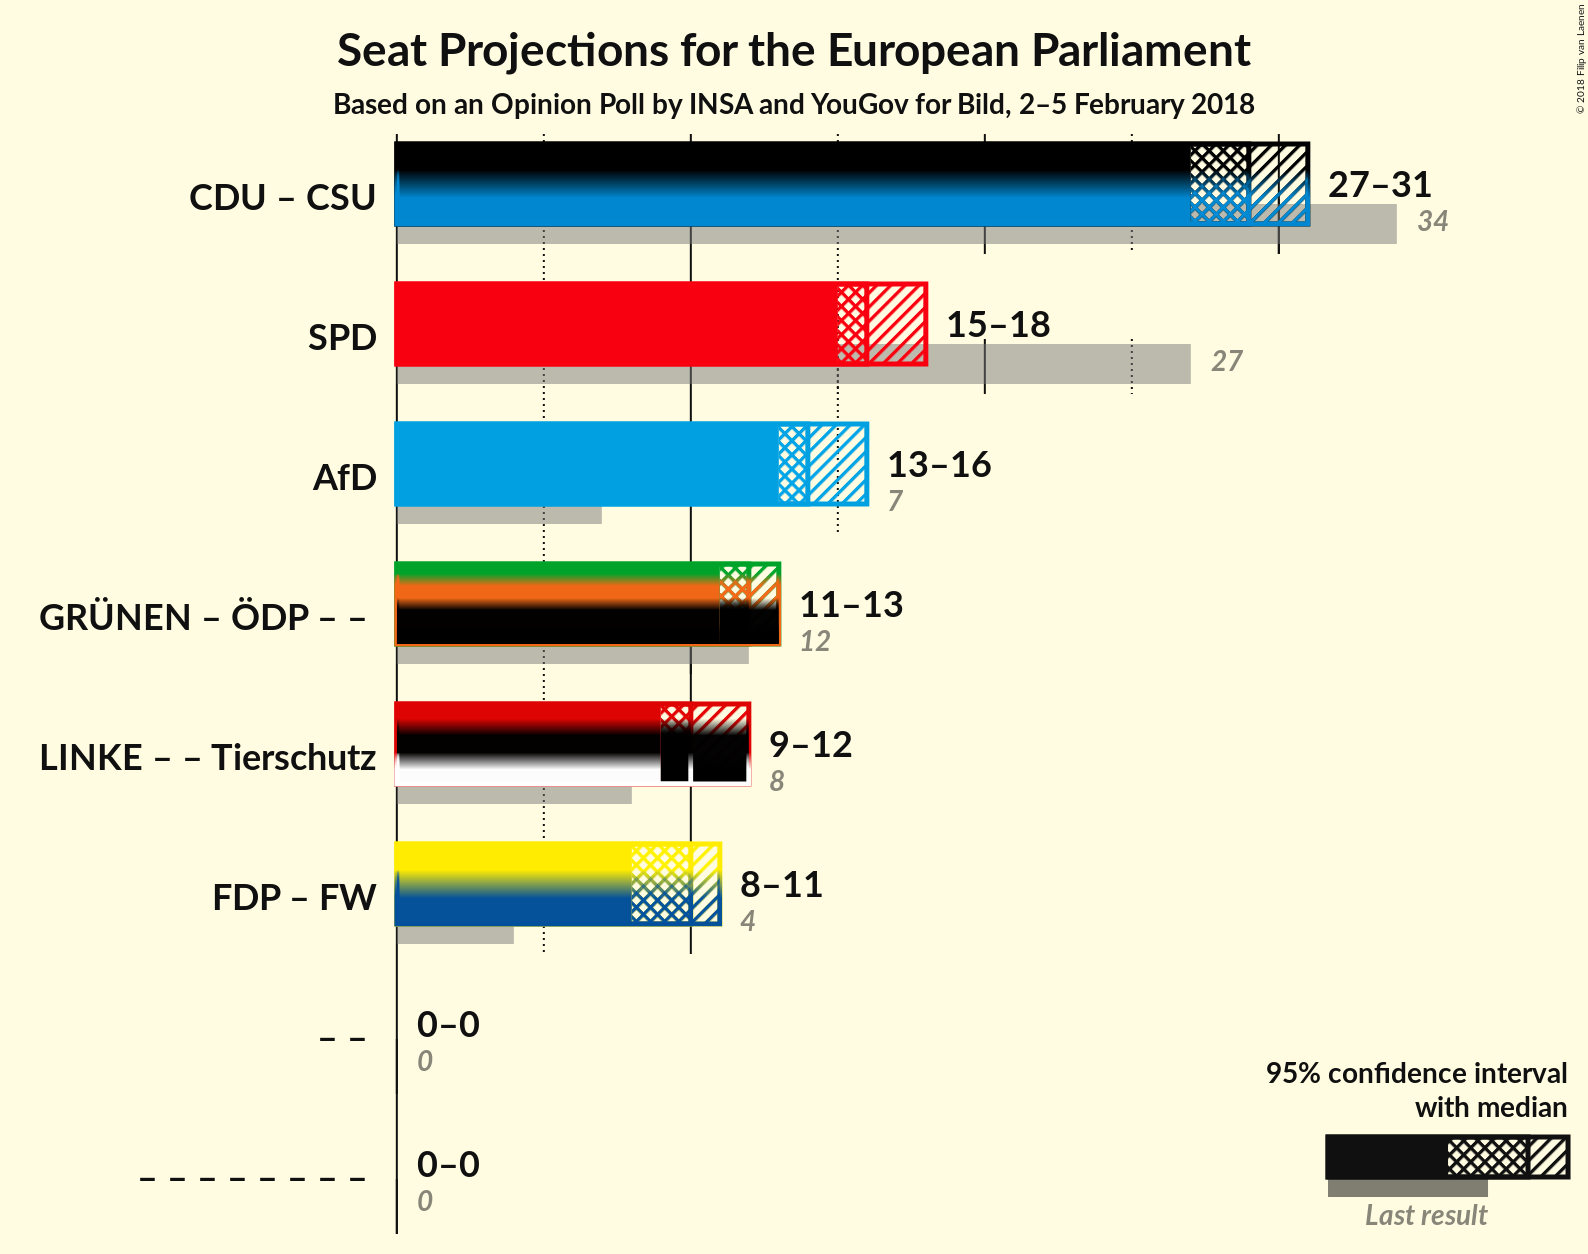 Seat Projections for the European Parliament
Based on an Opinion Poll by INSA and YouGov for Bild, 2–5 February 2018
© 2018 Filip van Laenen
CDU – CSU
27–31
34
SPD
15–18
27
AfD
13–16
7
GRÜNEN – ÖDP – –
11–13
12
LINKE – – Tierschutz
9–12
8
FDP – FW
8–11
4
– –
0–0
0
– – – – – – – –
0–0
0
95% confidence interval
with median
Last result